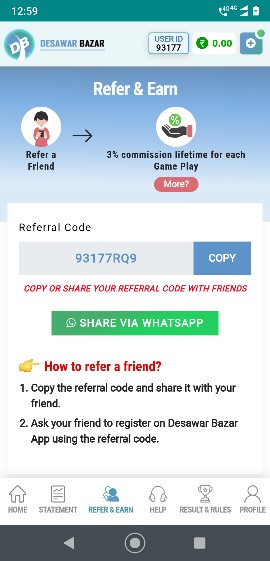 12:59
4G 4G
DB DESAWAR BAZAR
USER ID
93177
₹ 0.00
Refer & Earn
%
Refer a
Friend
3% commission lifetime for each
Game Play
More?
Referral Code
93177RQ9
COPY
COPY OR SHARE YOUR REFERRAL CODE WITH FRIENDS
SHARE VIA WHATSAPP
How to refer a friend?
1. Copy the referral code and share it with your
friend.
2. Ask your friend to register on Desawar Bazar
App using the referral code.
HOME
STATEMENT
REFER & EARN
HELP
RESULT & RULES
PROFILE